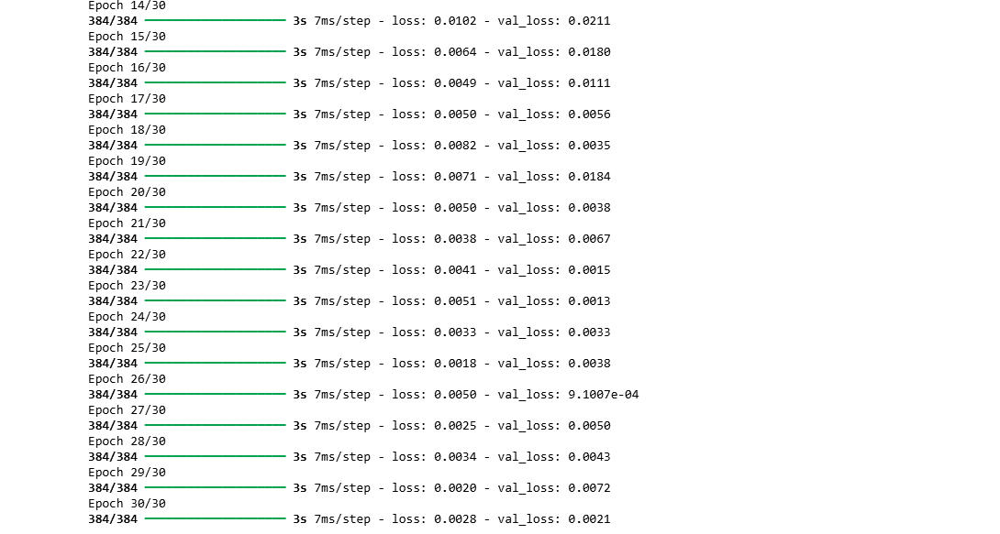 Epoch 14/30
384/384 ━━━━━━━━━━━━━━━━━━━━ 3s 7ms/step - loss: 0.0102 - val_loss: 0.0211
Epoch 15/30
384/384 ━━━━━━━━━━━━━━━━━━━━ 3s 7ms/step - loss: 0.0064 - val_loss: 0.0180
Epoch 16/30
384/384 ━━━━━━━━━━━━━━━━━━━━ 3s 7ms/step - loss: 0.0049 - val_loss: 0.0111
Epoch 17/30
384/384 ━━━━━━━━━━━━━━━━━━━━ 3s 7ms/step - loss: 0.0050 - val_loss: 0.0056
Epoch 18/30
384/384 ━━━━━━━━━━━━━━━━━━━━ 3s 7ms/step - loss: 0.0082 - val_loss: 0.0035
Epoch 19/30
384/384 ━━━━━━━━━━━━━━━━━━━━ 3s 7ms/step - loss: 0.0071 - val_loss: 0.0184
Epoch 20/30
384/384 ━━━━━━━━━━━━━━━━━━━━ 3s 7ms/step - loss: 0.0050 - val_loss: 0.0038
Epoch 21/30
384/384 ━━━━━━━━━━━━━━━━━━━━ 3s 7ms/step - loss: 0.0038 - val_loss: 0.0067
Epoch 22/30
384/384 ━━━━━━━━━━━━━━━━━━━━ 3s 7ms/step - loss: 0.0041 - val_loss: 0.0015
Epoch 23/30
384/384 ━━━━━━━━━━━━━━━━━━━━ 3s 7ms/step - loss: 0.0051 - val_loss: 0.0013
Epoch 24/30
384/384 ━━━━━━━━━━━━━━━━━━━━ 3s 7ms/step - loss: 0.0033 - val_loss: 0.0033
Epoch 25/30
384/384 ━━━━━━━━━━━━━━━━━━━━ 3s 7ms/step - loss: 0.0018 - val_loss: 0.0038
Epoch 26/30
384/384 ━━━━━━━━━━━━━━━━━━━━ 3s 7ms/step - loss: 0.0050 - val_loss: 9.1007e-04
Epoch 27/30
384/384 ━━━━━━━━━━━━━━━━━━━━ 3s 7ms/step - loss: 0.0025 - val_loss: 0.0050
Epoch 28/30
384/384 ━━━━━━━━━━━━━━━━━━━━ 3s 7ms/step - loss: 0.0034 - val_loss: 0.0043
Epoch 29/30
384/384 ━━━━━━━━━━━━━━━━━━━━ 3s 7ms/step - loss: 0.0020 - val_loss: 0.0072
Epoch 30/30
384/384 ━━━━━━━━━━━━━━━━━━━━ 3s 7ms/step - loss: 0.0028 - val_loss: 0.0021